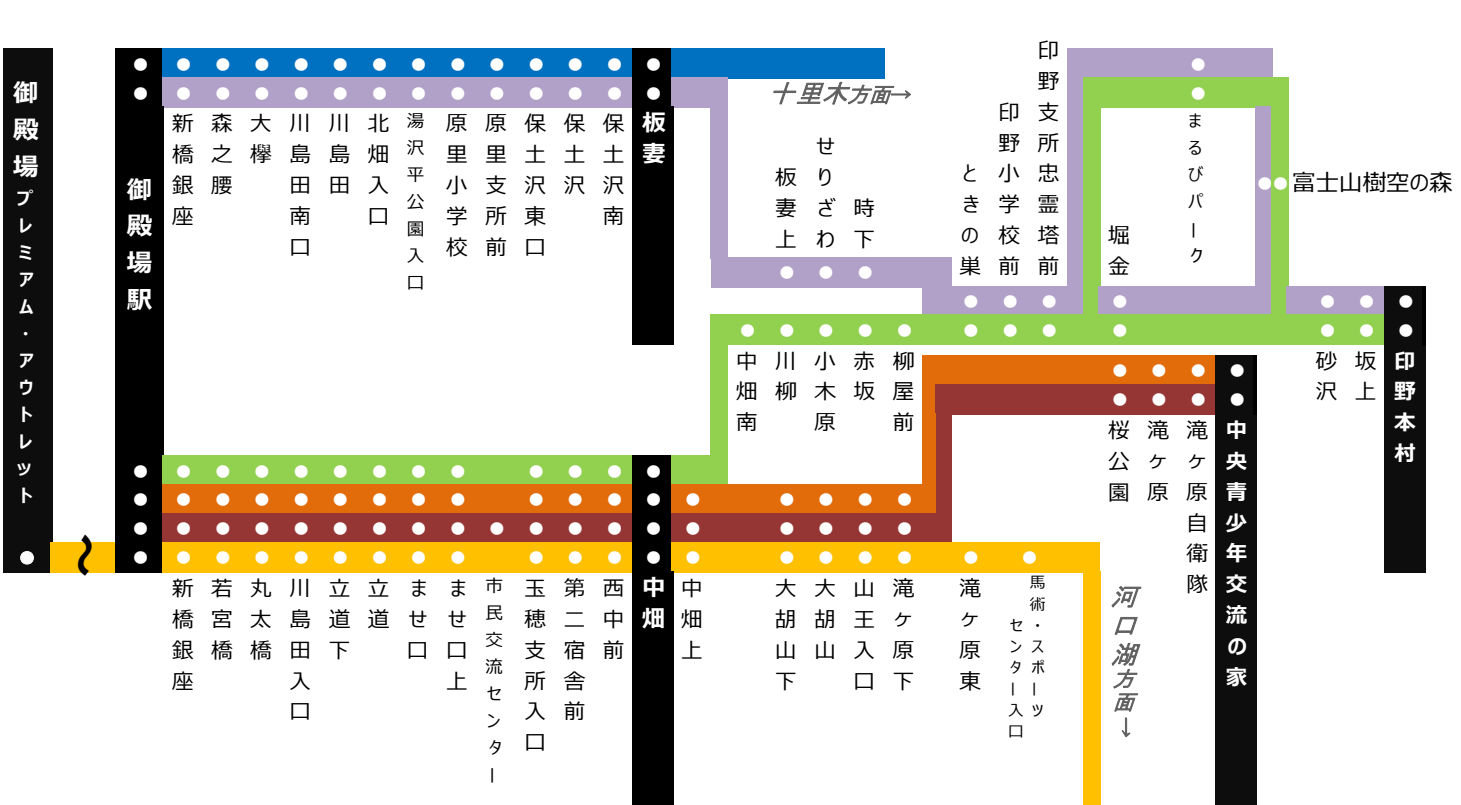 御殿場プレミアム・アウトレット
御殿場駅
新橋銀座
森之腰
大欅
川島田南口
川島田
北畑入口
湯沢平公園入口
原里小学校
原里支所前
保土沢東口
保土沢
保土沢南
板妻
十里木方面→
板妻上
せりざわ
時下
ときの巣
印野小学校前
印野支所忠霊塔前
堀金
まるびパーク
富士山樹空の森
中畑南
川柳
小木原
赤坂
柳屋前
砂沢
坂上
印野本村
桜公園
滝ヶ原
滝ヶ原自衛隊
中央青少年交流の家
新橋銀座
若宮橋
丸太橋
川島田入口
立道下
立道
ませ口
ませ口上
市民交流センター
玉穂支所入口
第二宿舎前
西中前
中畑
中畑上
大胡山下
大胡山
山王入口
滝ヶ原下
滝ヶ原東
馬術・スポーツ
センター入口
河口湖方面→